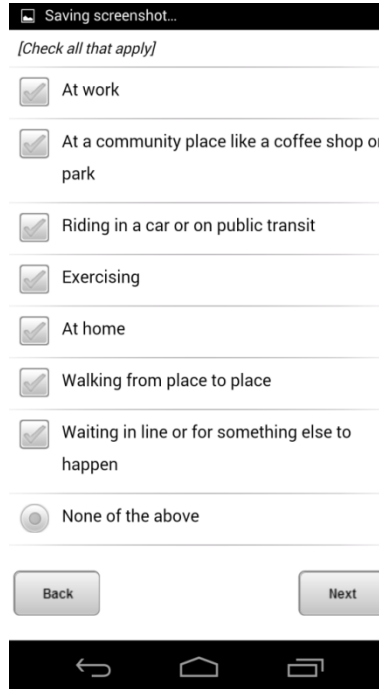 Saving screenshot...
[Check all that apply]
At work
At a community place like a coffee shop or
park
Riding in a car or on public transit
Exercising
At home
Walking from place to place
Waiting in line or for something else to
happen
None of the above
Back
Next